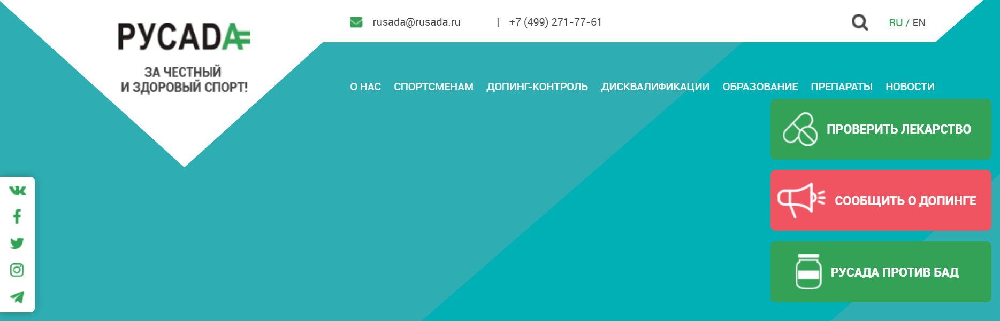 РУСАDА
ЗА ЧЕСТНЫЙ
И ЗДОРОВЫЙ СПОРТ!
rusada@rusada.ru | +7 (499) 271-77-61
RU / EN
О НАС СПОРТСМЕНАМ ДОПИНГ-КОНТРОЛЬ ДИСКВАЛИФИКАЦИИ ОБРАЗОВАНИЕ ПРЕПАРАТЫ НОВОСТИ
ПРОВЕРИТЬ ЛЕКАРСТВО
СООБЩИТЬ О ДОПИНГЕ
РУСАДА ПРОТИВ БАД